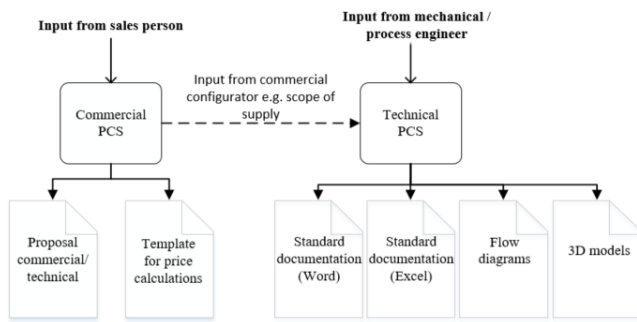 Input from sales person
Input from mechanical /
process engineer
Input from commercial
configurator e.g. scope of
supply
Commercial
PCS
Technical
PCS
Proposal
commercial/
technical
Template
for price
calculations
Standard
documentation
(Word)
Standard
documentation
(Excel)
Flow
diagrams
3D models